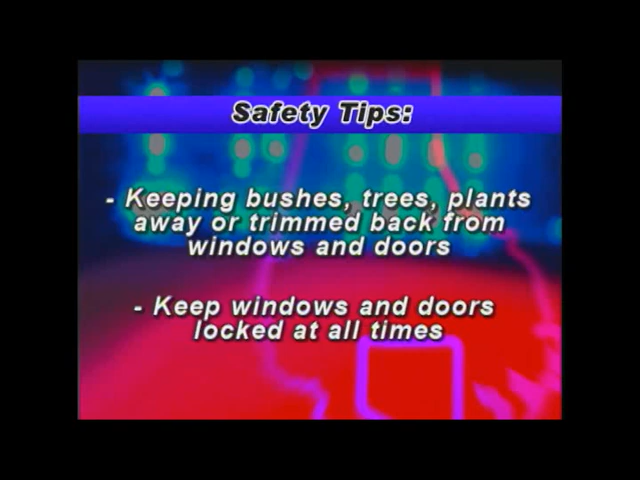 Safety Tips:
- Keeping bushes, trees, plants
away or trimmed back from
windows and doors
- Keep windows and doors
locked at all times